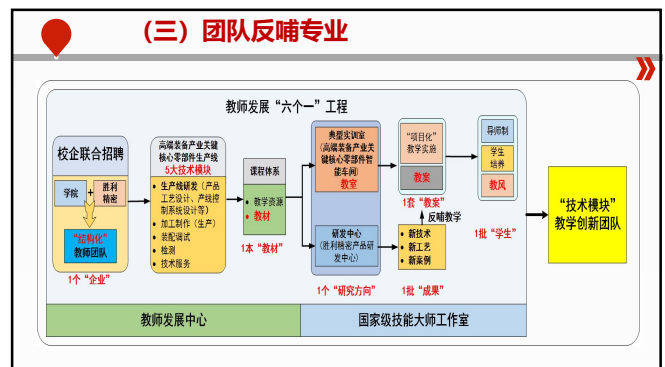 （三）团队反哺专业
教师发展“六个一”工程
校企联合招聘
学院
+
胜利
精密
“结构化”
教师团队
1个“企业”
高端装备产业关键
核心零部件生产线
5大技术模块
• 生产线研发（产品
工艺设计、产线控
制系统设计等）
• 加工制作（生产）
• 装配调试
• 检测
• 技术服务
课程体系
• 教学资源
• 教材
1本“教材”
典型实训室
(高端装备产业关
键核心零部件智
能车间)
教室
研发中心
(胜利精密产品研
发中心)
1个“研究方向”
“项目化”
教学实施
教案
1套“教案”
反哺教学
• 新技术
• 新工艺
• 新案例
1批“成果”
导师制
学生
培养
教风
1批“学生”
“技术模块”
教学创新团队
教师发展中心
国家级技能大师工作室